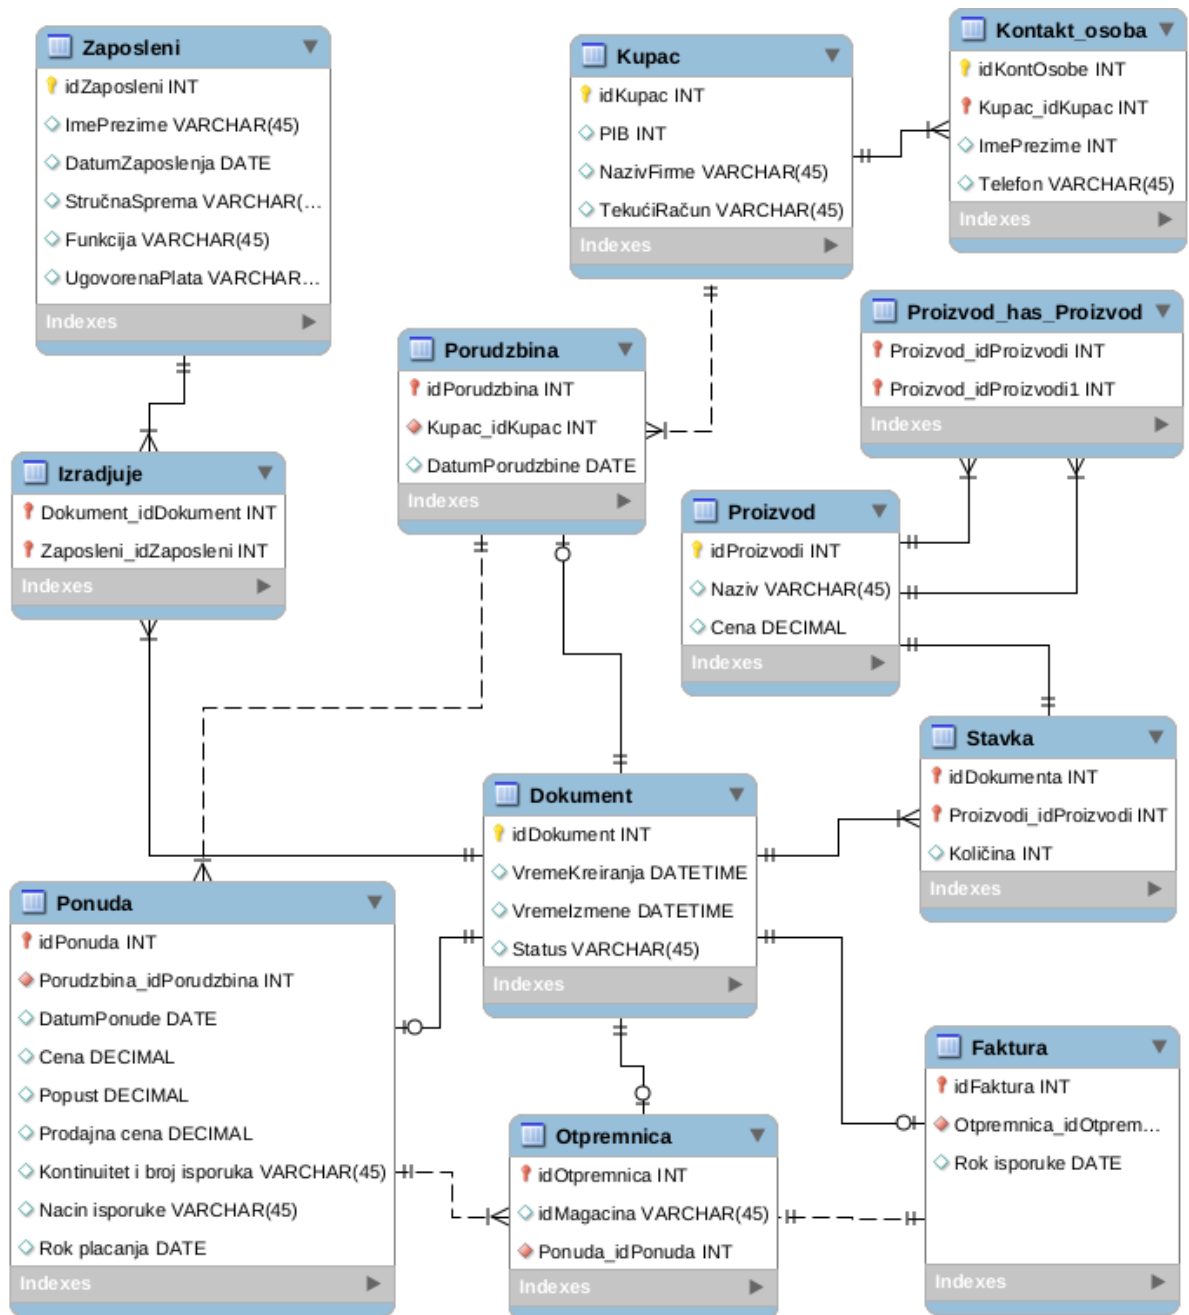 Zaposleni
idZaposleni INT
ImePrezime VARCHAR(45)
DatumZaposlenja DATE
StručnaSprema VARCHAR(...
Funkcija VARCHAR(45)
UgovorenaPlata VARCHAR...
Indexes
Kupac
idKupac INT
PIB INT
NazivFirme VARCHAR(45)
TekućiRačun VARCHAR(45)
Indexes
Kontakt_osoba
idKontOsobe INT
Kupac_idKupac INT
ImePrezime INT
Telefon VARCHAR(45)
Indexes
Porudzbina
idPorudzbina INT
Kupac_idKupac INT
DatumPorudzbine DATE
Indexes
Proizvod_has_Proizvod
Proizvod_idProizvodi INT
Proizvod_idProizvodi1 INT
Indexes
Izradjuje
Dokument_idDokument INT
Zaposleni_idZaposleni INT
Indexes
Proizvod
idProizvodi INT
Naziv VARCHAR(45)
Cena DECIMAL
Indexes
Stavka
idDokumenta INT
Proizvodi_idProizvodi INT
Količina INT
Indexes
Dokument
idDokument INT
VremeKreiranja DATETIME
VremeIzmene DATETIME
Status VARCHAR(45)
Indexes
Ponuda
idPonuda INT
Porudzbina_idPorudzbina INT
DatumPonude DATE
Cena DECIMAL
Popust DECIMAL
Prodajna cena DECIMAL
Kontinuitet i broj isporuka VARCHAR(45)
Nacin isporuke VARCHAR(45)
Rok placanja DATE
Indexes
Otpremnica
idOtpremnica INT
idMagacina VARCHAR(45)
Ponuda_idPonuda INT
Indexes
Faktura
idFaktura INT
Otpremnica_idOtprem...
Rok isporuke DATE
Indexes